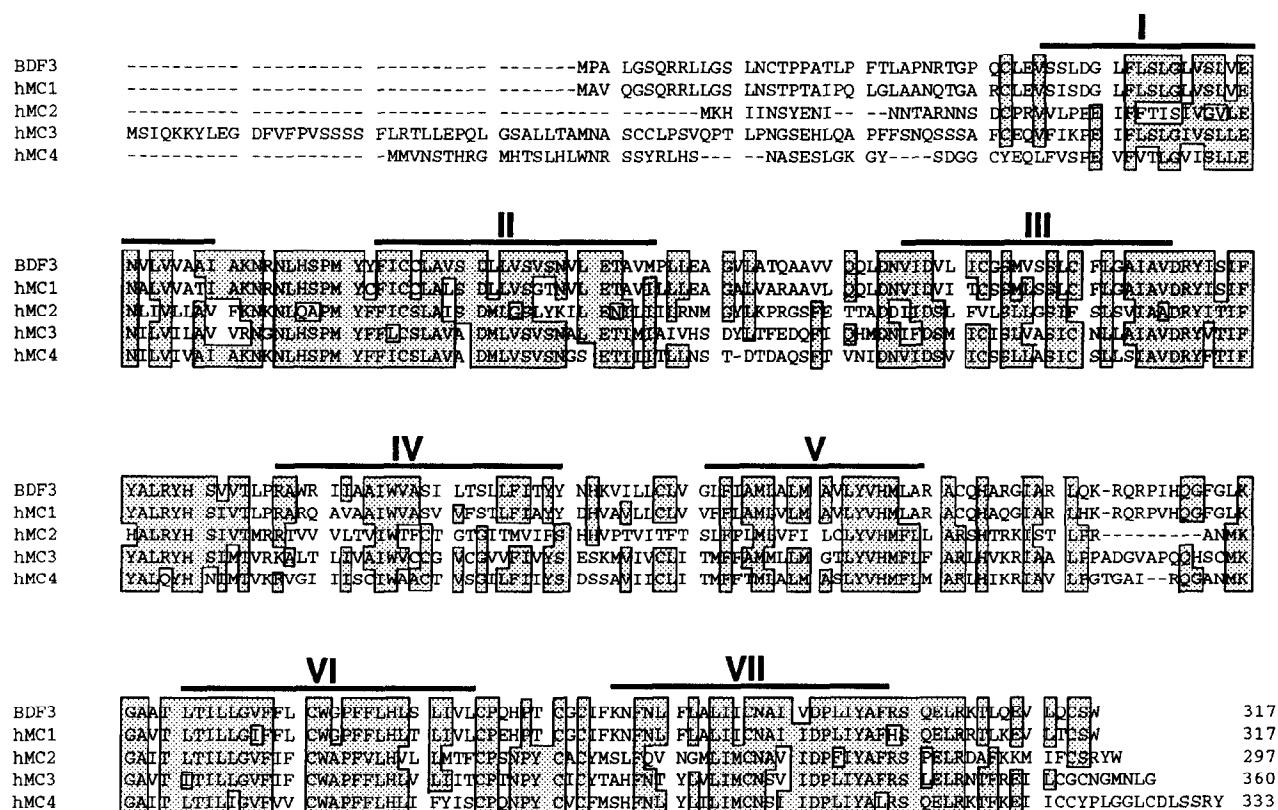 I
BDF3 ---------- ---------- ---------- ----------MPA LGSQRRLLGS LNCTPPATLP FTLAPNRTGP QCLEVSSLDG LFLSLGLVSLVE
hMC1 ---------- ---------- ---------- ----------MAV QGSQRRLLGS LNSTPTAIPQ LGLAANQTGA RCLEVSISDG LFLSLGLVSLVE
hMC2 ---------- ---------- ---------- ---------- ----------MKH IINSYENI-- --NNTARNNS DCPRVVLPEE IFFTISIVGVLE
hMC3 MSIQKKYLEG DFVFPVSSSS FLRTLLEPQL GSALLTAMNA SCCLPSVQPT LPNGSEHLQA PFFSNQSSSA FCEQVFIKPE IFLSLGIVSLLE
hMC4 ---------- ---------- ----MMVNSTHRG MHTSLHLWNR SSYRLHS--- --NASESLGK GY----SDGG CYEQLFVSPE VFVTLGVISLLE
II III
BDF3 NVLVVAAI AKNRNLHSPM YYFICCLAVS DLLVSVSNVL ETAVMPLLEA GVLATQAAVV QQLDNVIDVL ICGSMVSSLC FLGAIAVDRYISIF
hMC1 NALVVATI AKNRNLHSPM YCFICCLALS DLLVSGTNVL ETAVILLLEA GALVARAAVL QQLDNVIDVI TCSSMLSSLC FLGAIAVDRYISIF
hMC2 NLIVLLAV FKNKNLQAPM YFFICSLAIS DMLGSLYKIL ENILIILRNM GYLKPRGSFE TTADDIIDSL FVLSLLGSIF SLSVIAADRYITIF
hMC3 NILVILAV VRNGNLHSPM YFFLCSLAVA DMLVSVSNAL ETIMIAIVHS DYLTFEDQFI QHMDNIFDSM ICISLVASIC NLLAIAVDRYVTIF
hMC4 NILVIVAI AKNKNLHSPM YFFICSLAVA DMLVSVSNGS ETIIITLLNS T-DTDAQSFT VNIDNVIDSV ICSSLLASIC SLLSIAVDRYFTIF
IV V
BDF3 YALRYH SVVTLPRAWR IIAAIWVASI LTSLLFITYY NHKVILLCLV GLFIAMLALM AVLYVHMLAR ACQHARGIAR LQK-RQRPIHQGFGLK
hMC1 YALRYH SIVTLPRARQ AVAAIWVASV VFSTLFIAYY DHVAVLLCLV VFFLAMLVLM AVLYVHMLAR ACQHAQGIAR LHK-RQRPVHQGFGLK
hMC2 HALRYH SIVTMRRTVV VLTVIWTFCT GTGITMVIFS HHVPTVITFT SLFPLMLVFI LCLYVHMFLL ARSHTRKIST LPR--------ANMK
hMC3 YALRYH SIMTVRKALT LIVAIWVCCG VCGVVFIVYS ESKMVIVCLI TMFFAMMLLM GTLYVHMFLF ARLHVKRIAA LPPADGVAPQQHSCMK
hMC4 YALQYH NIMTVKRVGI IISCIWAACT VSGILFIIYS DSSAVIICLI TMFFTMLALM ASLYVHMFLM ARLHIKRIAV LPGTGAI--RQGANMK
VI VII
BDF3 GAAT LTILLGVFFL CWGPFFLHLS LIVLCPQHPT CGCIFKNFNL FLALIICNAI VDPLIYAFRS QELRKTLQEV LQCSW 317
hMC1 GAVT LTILLGIFFL CWGPFFLHLT LIVLCPEHPT CGCIFKNFNL FLALIICNAI IDPLIYAFHS QELRRTLKEV LTCSW 317
hMC2 GAIT LTILLGVFIF CWAPFVLHVL LMTFCPSNPY CACYMSLFQV NGMLIMCNAV IDPFIYAFRS PELRDAFKKM IFCSRYW 297
hMC3 GAVT ITILLGVFIF CWAPFFLHLV LIITCPTNPY CICYTAHFNT YLVLIMCNSV IDPLIYAFRS LELRNTFREI LCGCNGMNLG 360
hMC4 GAIT LTILIGVFVV CWAPFFLHLI FYISCPQNPY CVCFMSHFNL YLILIMCNSI IDPLIYALRS QELRKTFKEI ICCYPLGGLCDLSSRY 333